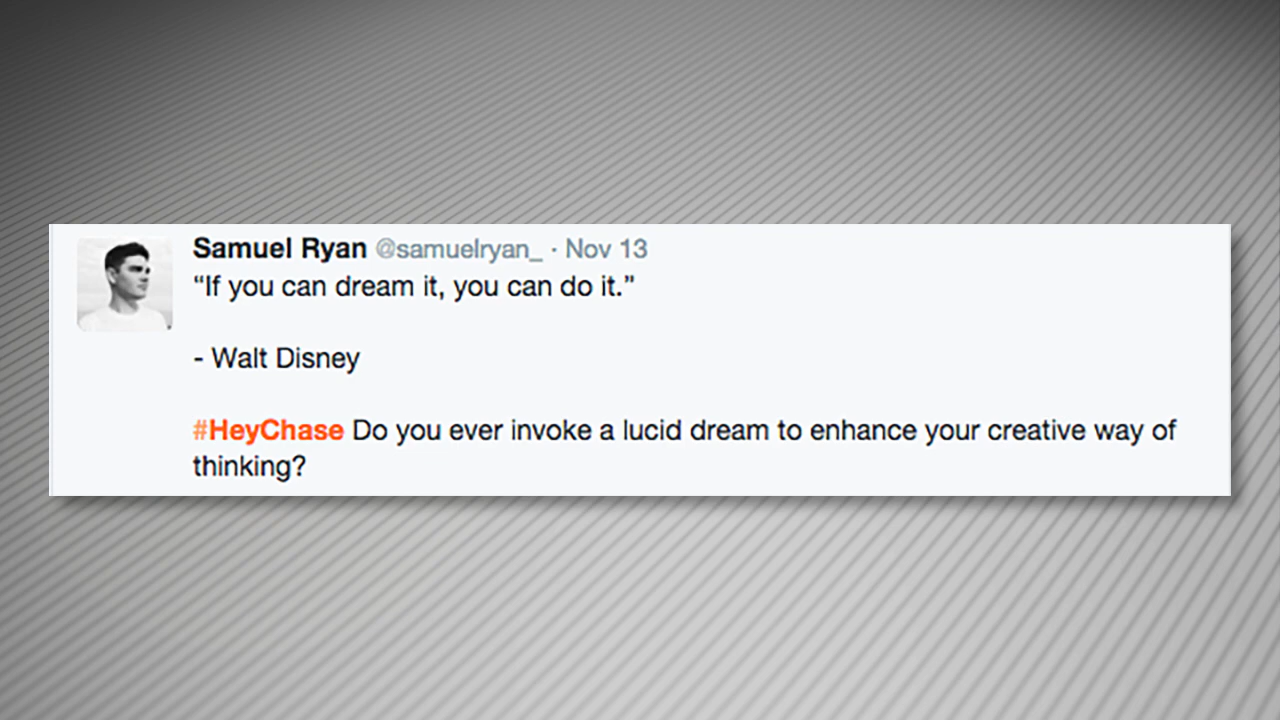 Samuel Ryan @samuelryan_ · Nov 13
“If you can dream it, you can do it.”
- Walt Disney
#HeyChase Do you ever invoke a lucid dream to enhance your creative way of
thinking?